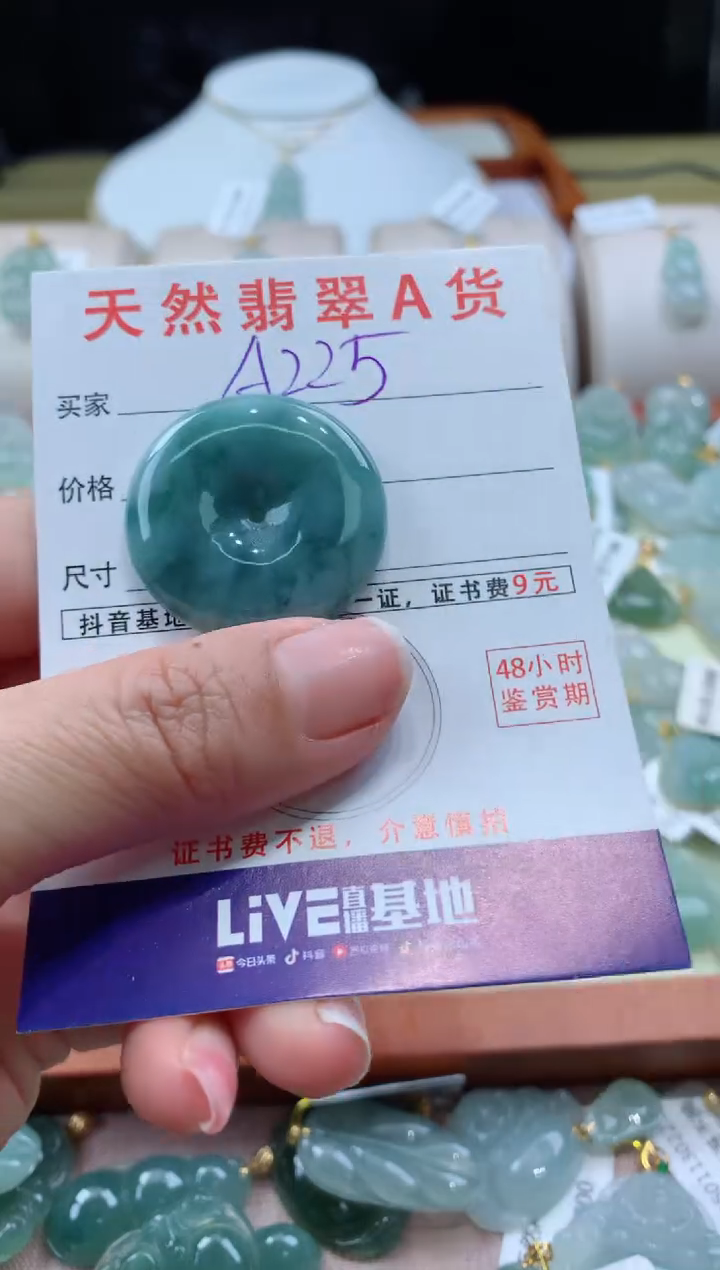 天然翡翠A货
买家 A225
价格
尺寸
抖音基地 一证，证书费9元
48小时
鉴赏期
证书费不退，介意慎拍
LiVE直播基地
今日头条 抖音